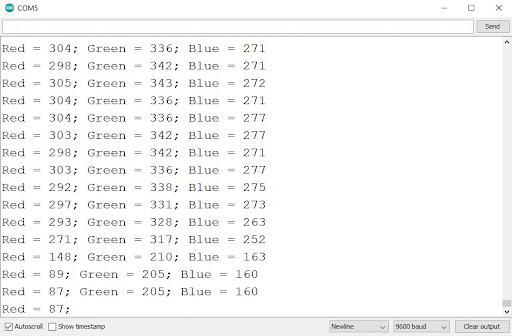 COM5
Send
Red = 304; Green = 336; Blue = 271
Red = 298; Green = 342; Blue = 271
Red = 305; Green = 343; Blue = 272
Red = 304; Green = 336; Blue = 271
Red = 304; Green = 336; Blue = 277
Red = 303; Green = 342; Blue = 277
Red = 298; Green = 342; Blue = 271
Red = 303; Green = 336; Blue = 277
Red = 292; Green = 338; Blue = 275
Red = 297; Green = 331; Blue = 273
Red = 293; Green = 328; Blue = 263
Red = 271; Green = 317; Blue = 252
Red = 148; Green = 210; Blue = 163
Red = 89; Green = 205; Blue = 160
Red = 87; Green = 205; Blue = 160
Red = 87;
Autoscroll Show timestamp Newline 9600 baud Clear output